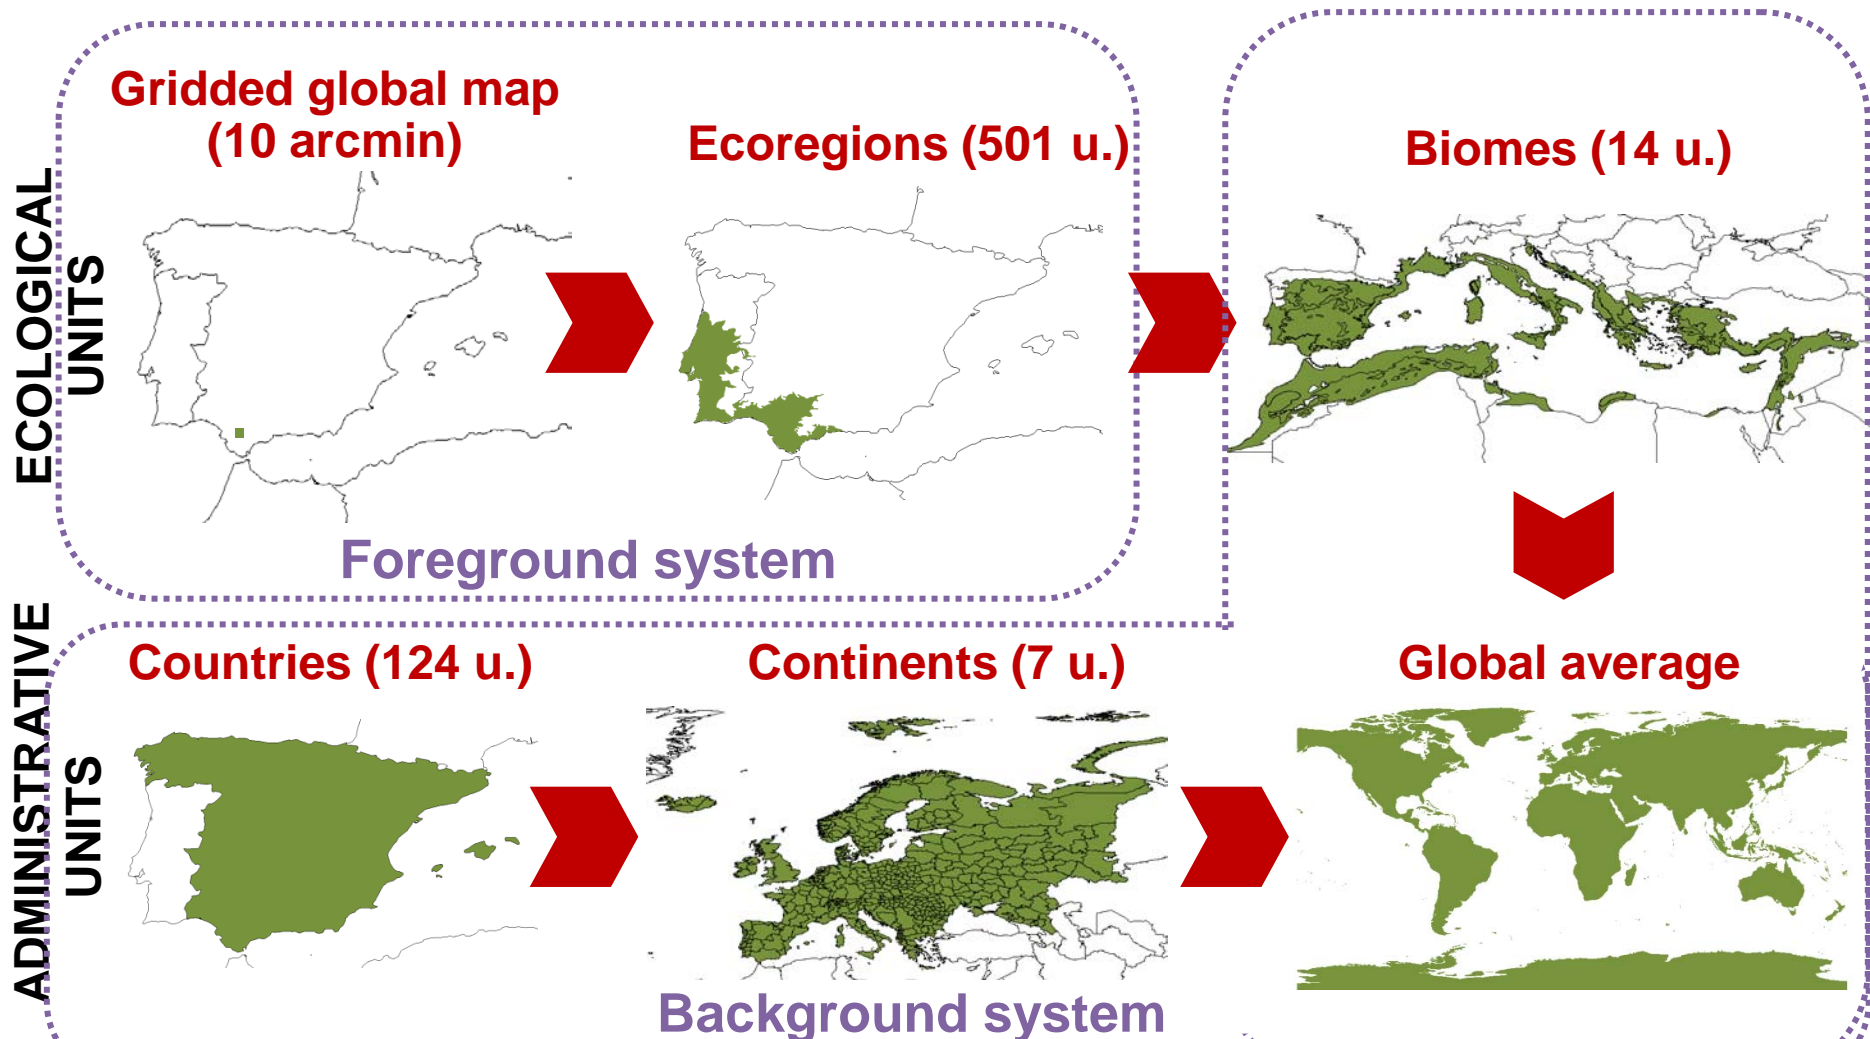 Gridded global map
(10 arcmin)
Ecoregions (501 u.)
Biomes (14 u.)
ECOLOGICAL
UNITS
Foreground system
Countries (124 u.)
Continents (7 u.)
Global average
ADMINISTRATIVE
UNITS
Background system